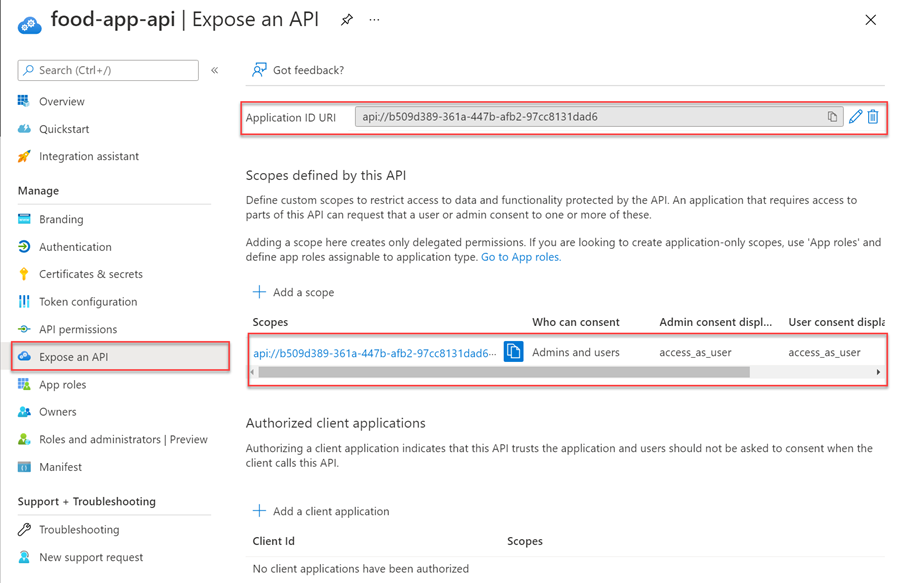 food-app-api | Expose an API
Search (Ctrl+/)
«
Got feedback?
Overview
Quickstart
Integration assistant
Manage
Branding
Authentication
Certificates & secrets
Token configuration
API permissions
Expose an API
App roles
Owners
Roles and administrators | Preview
Manifest
Support + Troubleshooting
Troubleshooting
New support request
Application ID URI
api://b509d389-361a-447b-afb2-97cc8131dad6
Scopes defined by this API
Define custom scopes to restrict access to data and functionality protected by the API. An application that requires access to
parts of this API can request that a user or admin consent to one or more of these.
Adding a scope here creates only delegated permissions. If you are looking to create application-only scopes, use 'App roles' and
define app roles assignable to application type. Go to App roles.
Add a scope
Scopes Who can consent Admin consent displ... User consent displa
api://b509d389-361a-447b-afb2-97cc8131dad6... Admins and users access_as_user access_as_user
Authorized client applications
Authorizing a client application indicates that this API trusts the application and users should not be asked to consent when the
client calls this API.
Add a client application
Client Id Scopes
No client applications have been authorized